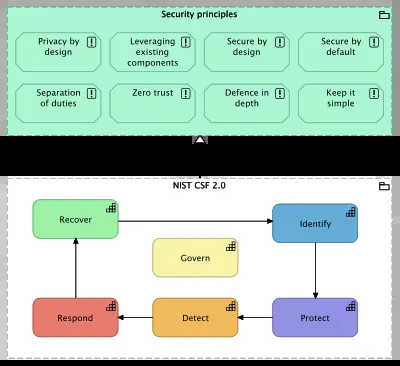 Security principles
Privacy by
design
Leveraging
existing
components
Secure by
design
Secure by
default
Separation
of duties
Zero trust
Defence in
depth
Keep it
simple
NIST CSF 2.0
Recover
Identify
Govern
Respond
Detect
Protect